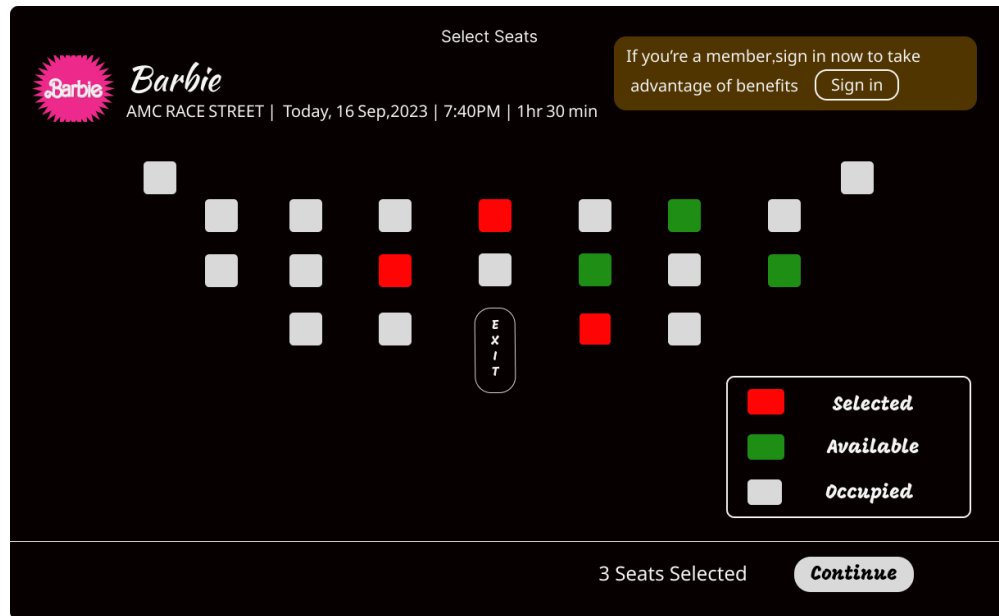 Select Seats
If you're a member,sign in now to take
advantage of benefits Sign in
Barbie
Barbie
AMC RACE STREET | Today, 16 Sep,2023 | 7:40PM | 1hr 30 min
E
X
I
T
Selected
Available
Occupied
3 Seats Selected Continue